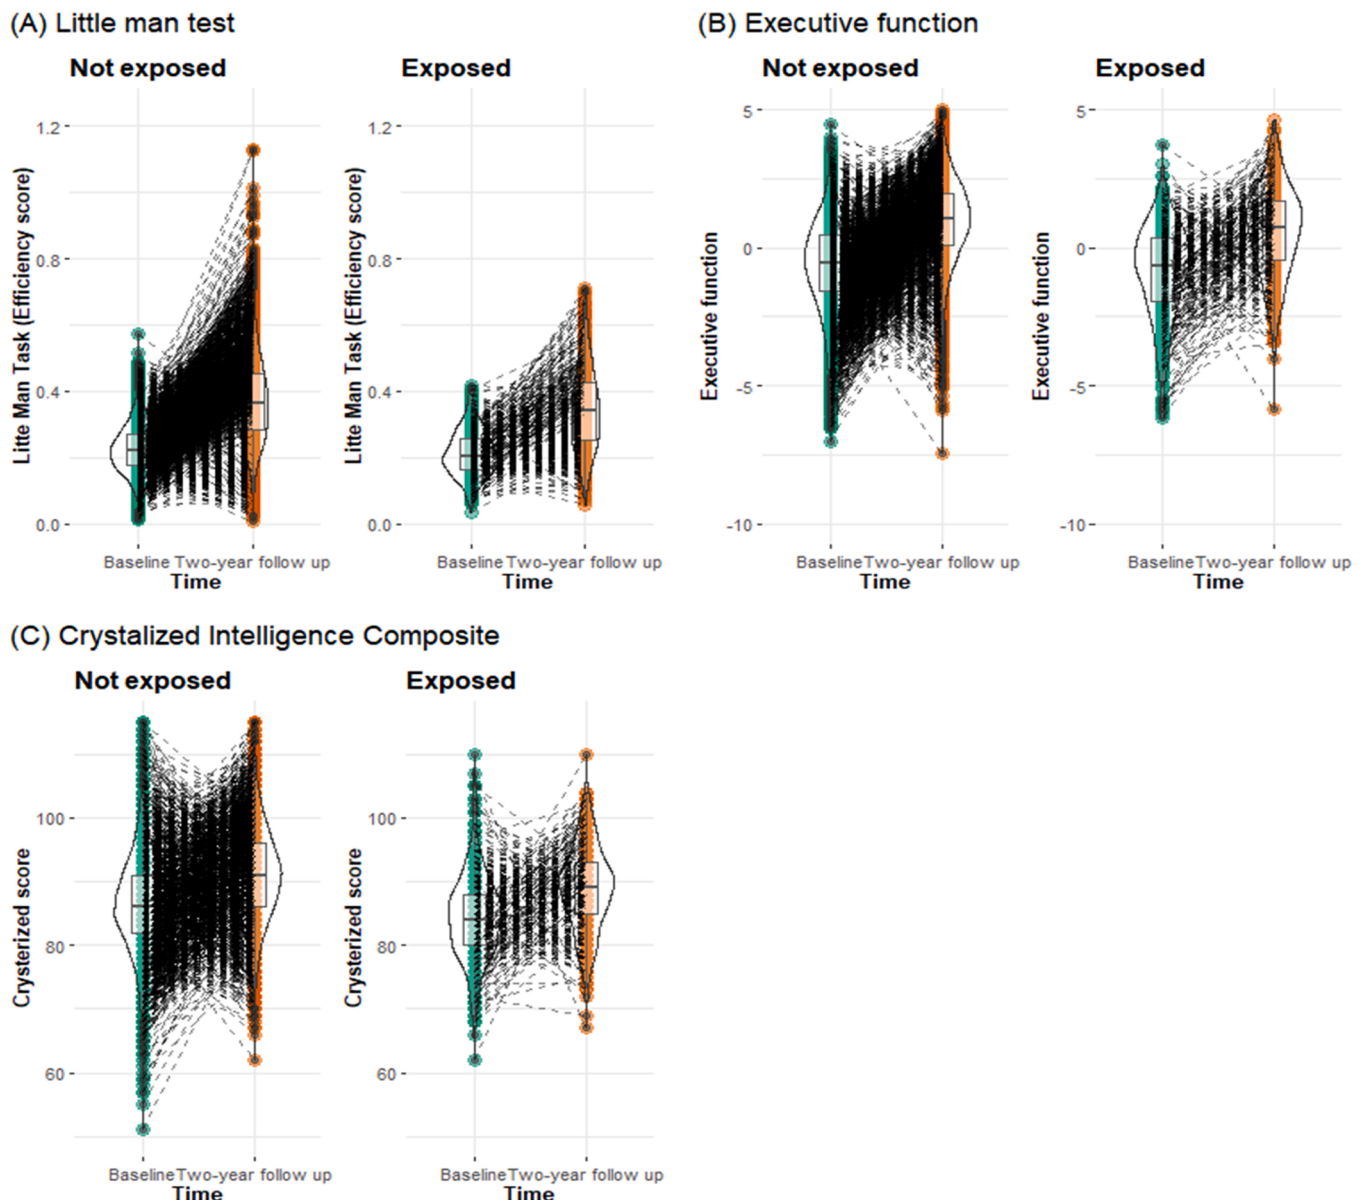 (A) Little man test
Not exposed
Exposed
Litte Man Task (Efficiency score)
1.2
0.8
0.4
0.0
Baseline Two-year follow up
Time
Litte Man Task (Efficiency score)
1.2
0.8
0.4
0.0
Baseline Two-year follow up
Time
(B) Executive function
Not exposed
Exposed
Executive function
5
0
-5
-10
Baseline Two-year follow up
Time
Executive function
5
0
-5
-10
Baseline Two-year follow up
Time
(C) Crystalized Intelligence Composite
Not exposed
Exposed
Crysterized score
100
80
60
Baseline Two-year follow up
Time
Crysterized score
100
80
60
Baseline Two-year follow up
Time